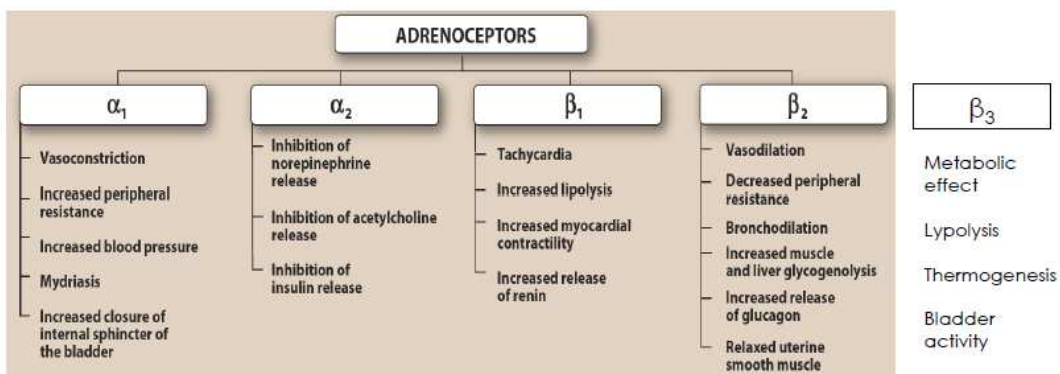 ADRENOCEPTORS
α1
Vasoconstriction
Increased peripheral
resistance
Increased blood pressure
Mydriasis
Increased closure of
internal sphincter of
the bladder
α2
Inhibition of
norepinephrine
release
Inhibition of acetylcholine
release
Inhibition of
insulin release
β1
Tachycardia
Increased lipolysis
Increased myocardial
contractility
Increased release
of renin
β2
Vasodilation
Decreased peripheral
resistance
Bronchodilation
Increased muscle
and liver glycogenolysis
Increased release
of glucagon
Relaxed uterine
smooth muscle
β3
Metabolic
effect
Lypolysis
Thermogenesis
Bladder
activity